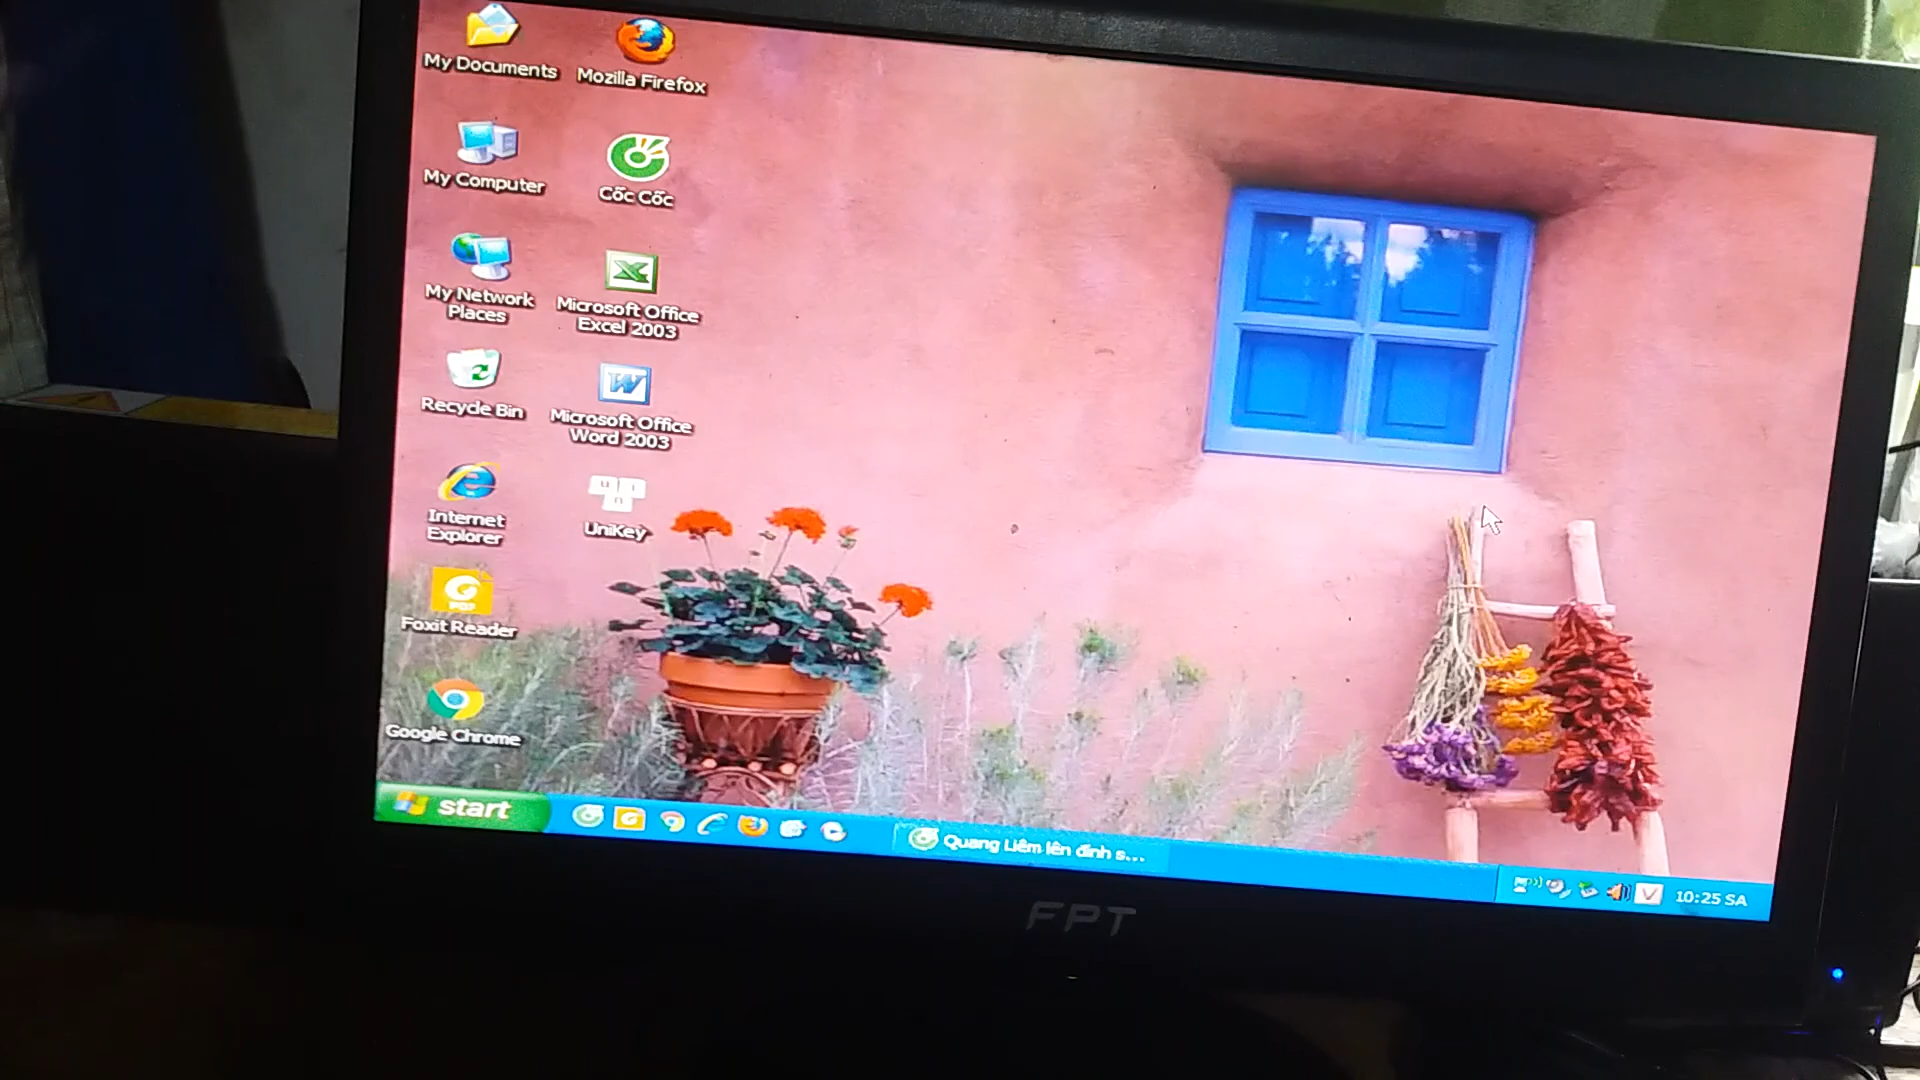 My Documents
Mozilla Firefox
My Computer
Cốc Cốc
My Network
Places
Microsoft Office
Excel 2003
Recycle Bin
Microsoft Office
Word 2003
Internet
Explorer
UniKey
PDF
Foxit Reader
Google Chrome
start
Quang Liêm lên đỉnh s...
V
10:25 SA
FPT